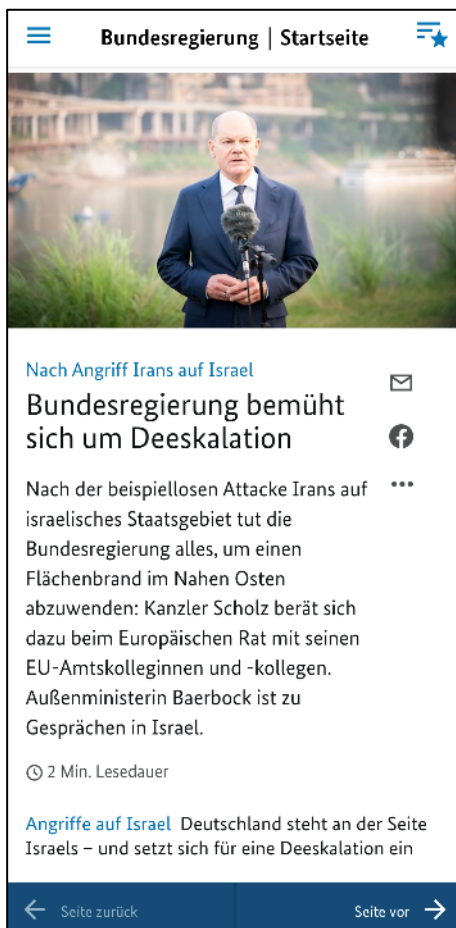 Bundesregierung | Startseite
Nach Angriff Irans auf Israel
Bundesregierung bemüht
sich um Deeskalation
Nach der beispiellosen Attacke Irans auf
israelisches Staatsgebiet tut die
Bundesregierung alles, um einen
Flächenbrand im Nahen Osten
abzuwenden: Kanzler Scholz berät sich
dazu beim Europäischen Rat mit seinen
EU-Amtskolleginnen und -kollegen.
Außenministerin Baerbock ist zu
Gesprächen in Israel.
2 Min. Lesedauer
Angriffe auf Israel Deutschland steht an der Seite
Israels – und setzt sich für eine Deeskalation ein
Seite zurück
Seite vor